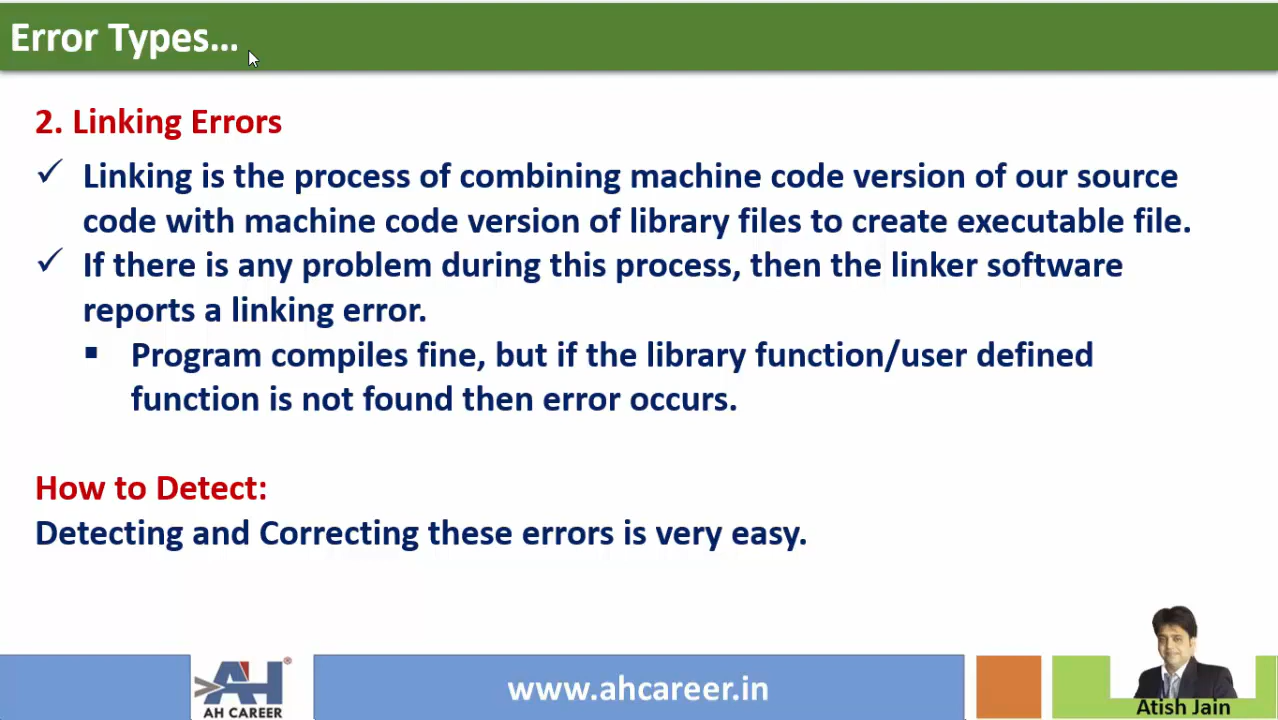 Error Types...
2. Linking Errors
✓ Linking is the process of combining machine code version of our source
code with machine code version of library files to create executable file.
✓ If there is any problem during this process, then the linker software
reports a linking error.
▪ Program compiles fine, but if the library function/user defined
function is not found then error occurs.
How to Detect:
Detecting and Correcting these errors is very easy.
AH ®
AH CAREER
www.ahcareer.in
Atish Jain